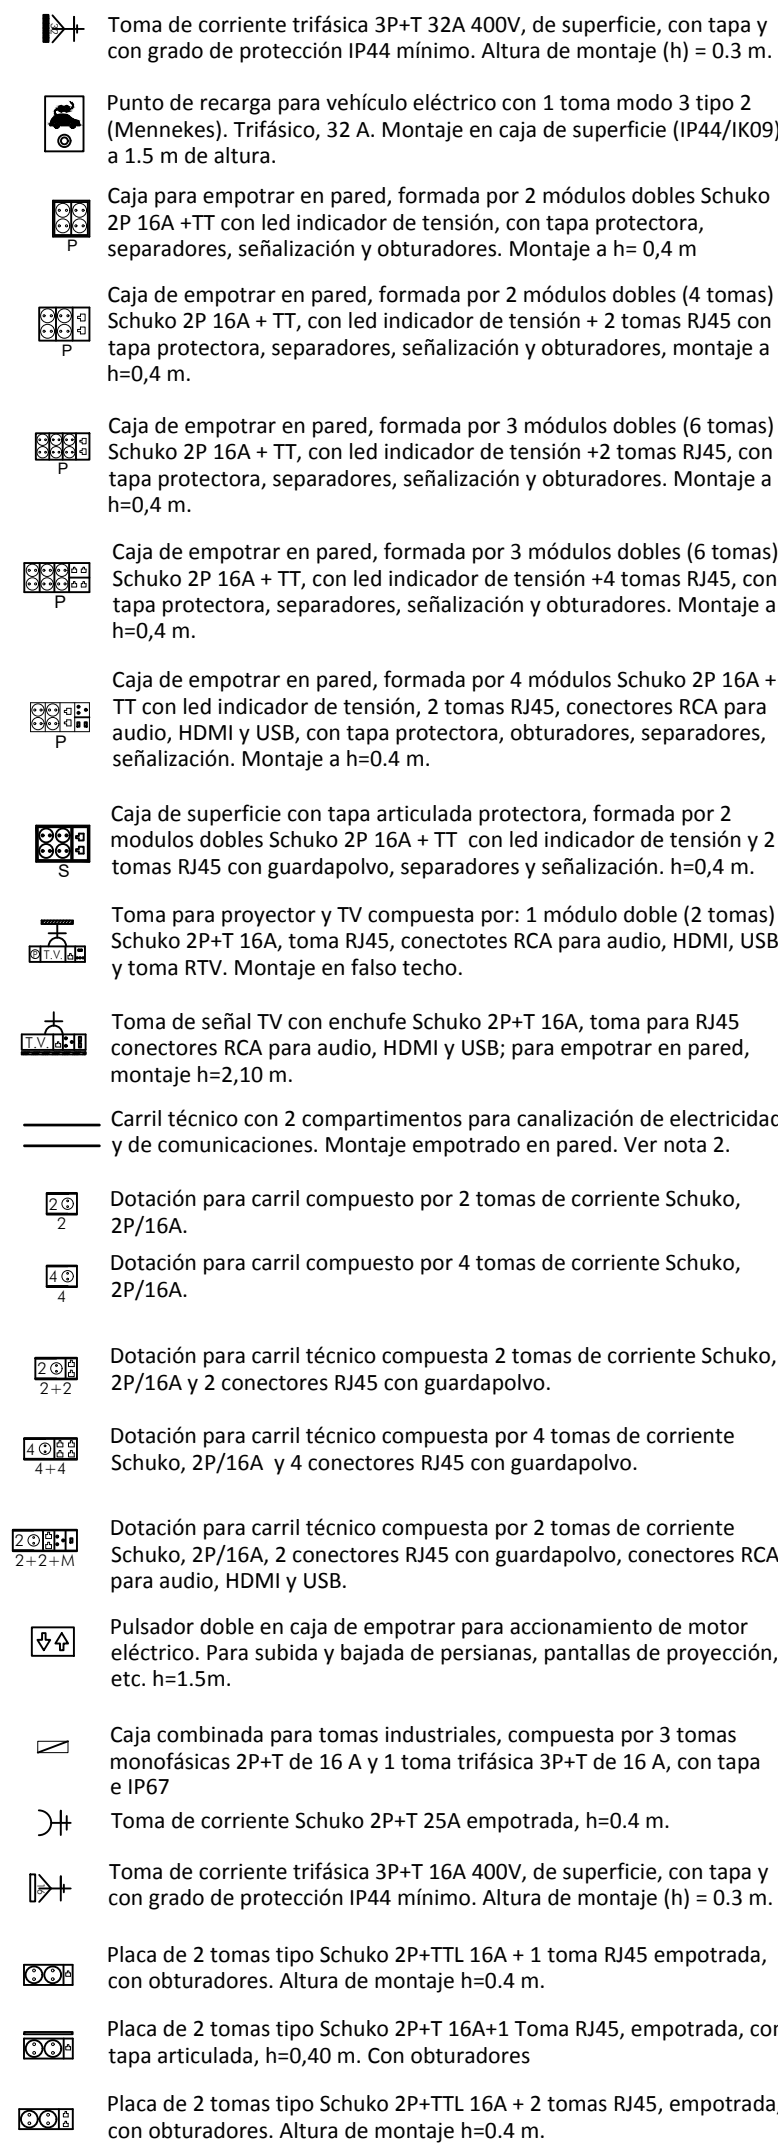 Toma de corriente trifásica 3P+T 32A 400V, de superficie, con tapa y
con grado de protección IP44 mínimo. Altura de montaje (h) = 0.3 m.
Punto de recarga para vehículo eléctrico con 1 toma modo 3 tipo 2
(Mennekes). Trifásico, 32 A. Montaje en caja de superficie (IP44/IK09)
a 1.5 m de altura.
Caja para empotrar en pared, formada por 2 módulos dobles Schuko
2P 16A +TT con led indicador de tensión, con tapa protectora,
separadores, señalización y obturadores. Montaje a h= 0,4 m
P
Caja de empotrar en pared, formada por 2 módulos dobles (4 tomas)
Schuko 2P 16A + TT, con led indicador de tensión + 2 tomas RJ45 con
tapa protectora, separadores, señalización y obturadores, montaje a
h=0,4 m.
P
Caja de empotrar en pared, formada por 3 módulos dobles (6 tomas)
Schuko 2P 16A + TT, con led indicador de tensión +2 tomas RJ45, con
tapa protectora, separadores, señalización y obturadores. Montaje a
h=0,4 m.
P
Caja de empotrar en pared, formada por 3 módulos dobles (6 tomas)
Schuko 2P 16A + TT, con led indicador de tensión +4 tomas RJ45, con
tapa protectora, separadores, señalización y obturadores. Montaje a
h=0,4 m.
P
Caja de empotrar en pared, formada por 4 módulos Schuko 2P 16A +
TT con led indicador de tensión, 2 tomas RJ45, conectores RCA para
audio, HDMI y USB, con tapa protectora, obturadores, separadores,
señalización. Montaje a h=0.4 m.
P
Caja de superficie con tapa articulada protectora, formada por 2
modulos dobles Schuko 2P 16A + TT con led indicador de tensión y 2
tomas RJ45 con guardapolvo, separadores y señalización. h=0,4 m.
S
Toma para proyector y TV compuesta por: 1 módulo doble (2 tomas)
Schuko 2P+T 16A, toma RJ45, conectotes RCA para audio, HDMI, USB
y toma RTV. Montaje en falso techo.
P T.V.
Toma de señal TV con enchufe Schuko 2P+T 16A, toma para RJ45
conectores RCA para audio, HDMI y USB; para empotrar en pared,
montaje h=2,10 m.
T.V.
Carril técnico con 2 compartimentos para canalización de electricidad
y de comunicaciones. Montaje empotrado en pared. Ver nota 2.
Dotación para carril compuesto por 2 tomas de corriente Schuko,
2P/16A.
2
2
Dotación para carril compuesto por 4 tomas de corriente Schuko,
2P/16A.
4
4
Dotación para carril técnico compuesta 2 tomas de corriente Schuko,
2P/16A y 2 conectores RJ45 con guardapolvo.
2
2+2
Dotación para carril técnico compuesta por 4 tomas de corriente
Schuko, 2P/16A y 4 conectores RJ45 con guardapolvo.
4
4+4
Dotación para carril técnico compuesta por 2 tomas de corriente
Schuko, 2P/16A, 2 conectores RJ45 con guardapolvo, conectores RCA
para audio, HDMI y USB.
2
2+2+M
Pulsador doble en caja de empotrar para accionamiento de motor
eléctrico. Para subida y bajada de persianas, pantallas de proyección,
etc. h=1.5m.
Caja combinada para tomas industriales, compuesta por 3 tomas
monofásicas 2P+T de 16 A y 1 toma trifásica 3P+T de 16 A, con tapa
e IP67
Toma de corriente Schuko 2P+T 25A empotrada, h=0.4 m.
Toma de corriente trifásica 3P+T 16A 400V, de superficie, con tapa y
con grado de protección IP44 mínimo. Altura de montaje (h) = 0.3 m.
Placa de 2 tomas tipo Schuko 2P+TTL 16A + 1 toma RJ45 empotrada,
con obturadores. Altura de montaje h=0.4 m.
Placa de 2 tomas tipo Schuko 2P+T 16A+1 Toma RJ45, empotrada, con
tapa articulada, h=0,40 m. Con obturadores
Placa de 2 tomas tipo Schuko 2P+TTL 16A + 2 tomas RJ45, empotrada,
con obturadores. Altura de montaje h=0.4 m.